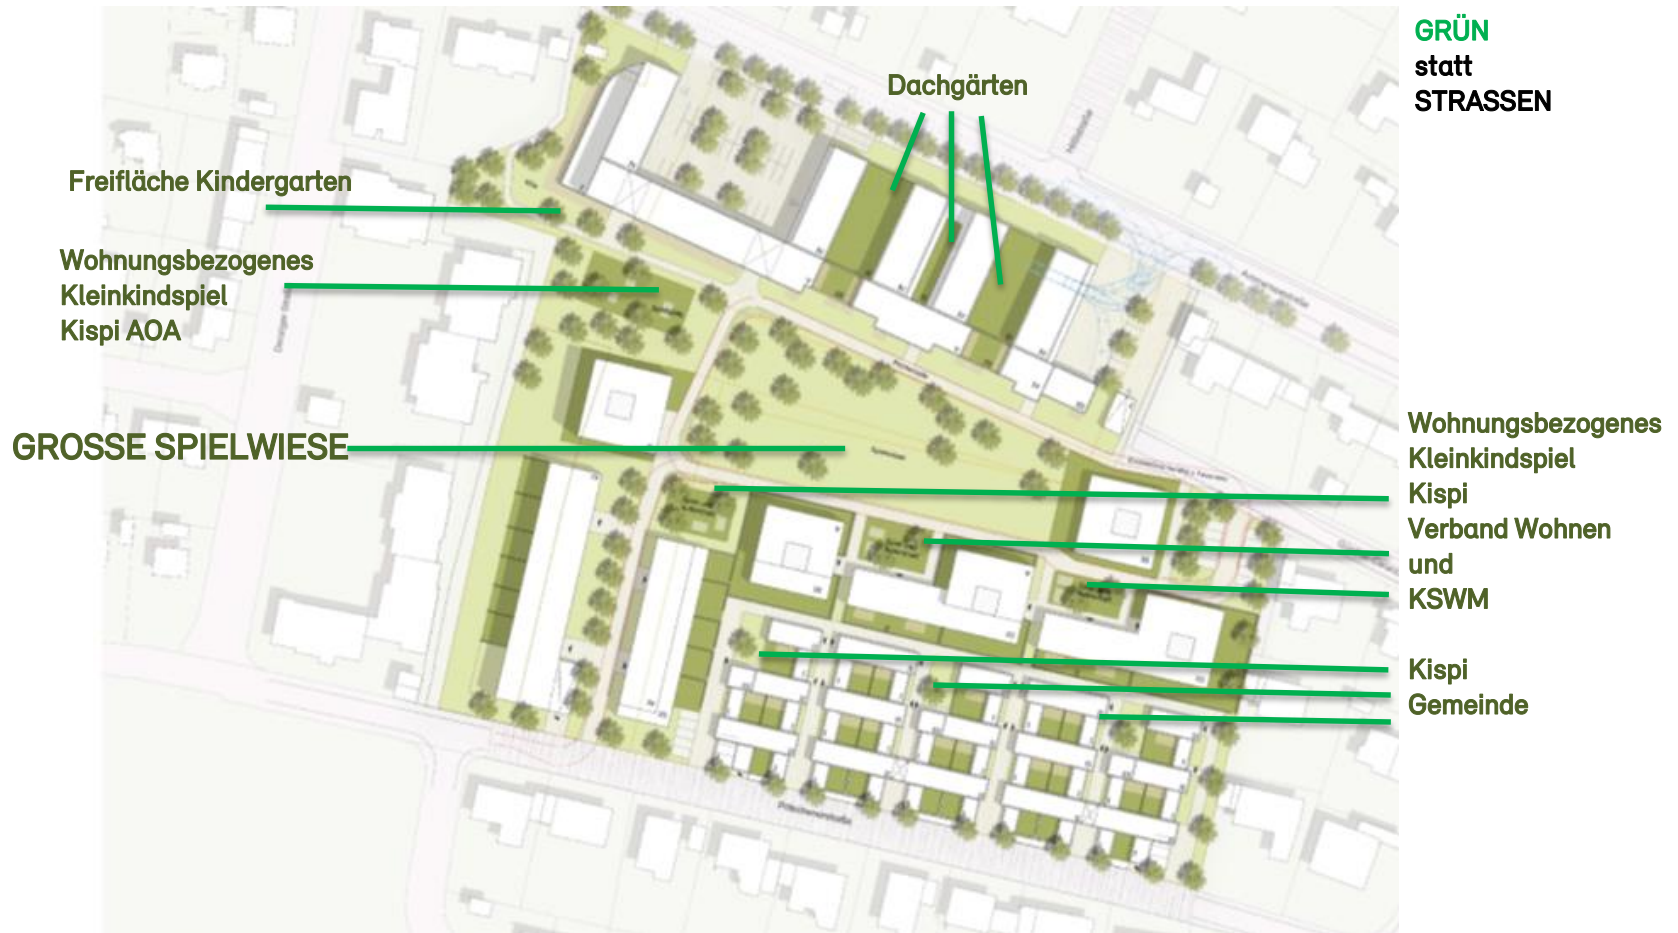 GRÜN
statt
STRASSEN
Dachgärten
Freifläche Kindergarten
Wohnungsbezogenes
Kleinkindspiel
Kispi AOA
GROSSE SPIELWIESE
Wohnungsbezogenes
Kleinkindspiel
Kispi
Verband Wohnen
und
KSWM
Kispi
Gemeinde